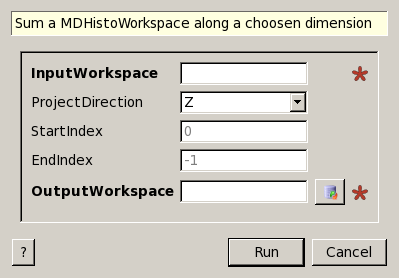 Sum a MDHistoWorkspace along a choosen dimension
InputWorkspace
ProjectDirection Z
StartIndex 0
EndIndex -1
OutputWorkspace
? Run Cancel